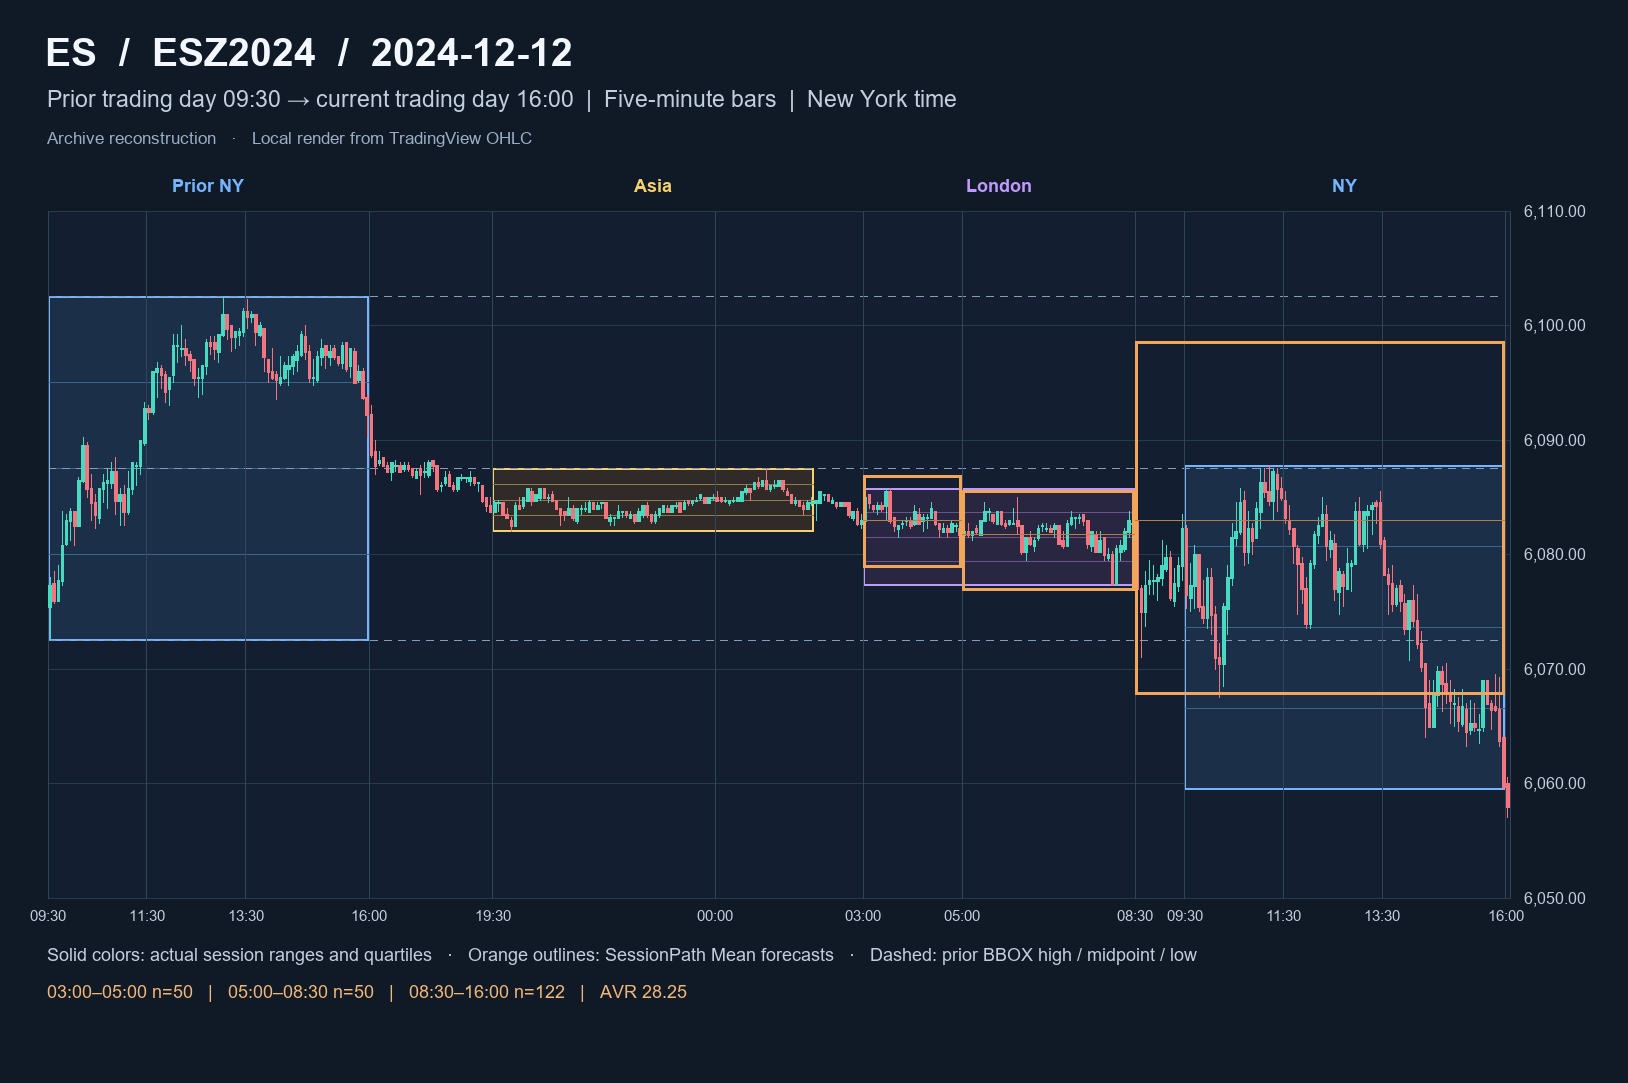 ES / ESZ2024 / 2024-12-12
Prior trading day 09:30 → current trading day 16:00 | Five-minute bars | New York time
Archive reconstruction · Local render from TradingView OHLC
Prior NY Asia London NY
6,110.00
6,100.00
6,090.00
6,080.00
6,070.00
6,060.00
6,050.00
09:30 11:30 13:30 16:00 19:30 00:00 03:00 05:00 08:30 09:30 11:30 13:30 16:00
Solid colors: actual session ranges and quartiles · Orange outlines: SessionPath Mean forecasts · Dashed: prior BBOX high / midpoint / low
03:00–05:00 n=50 | 05:00–08:30 n=50 | 08:30–16:00 n=122 | AVR 28.25